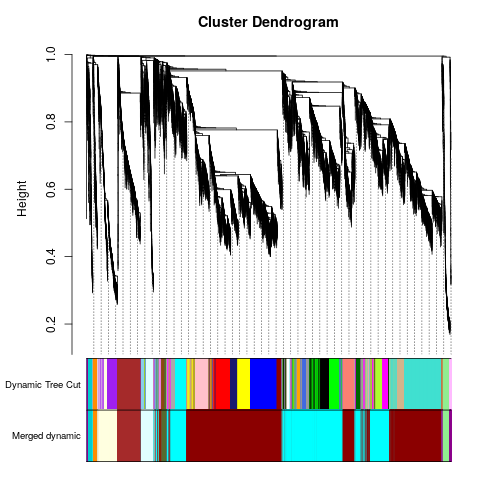 Cluster Dendrogram
Height
1.0
0.8
0.6
0.4
0.2
Dynamic Tree Cut
Merged dynamic